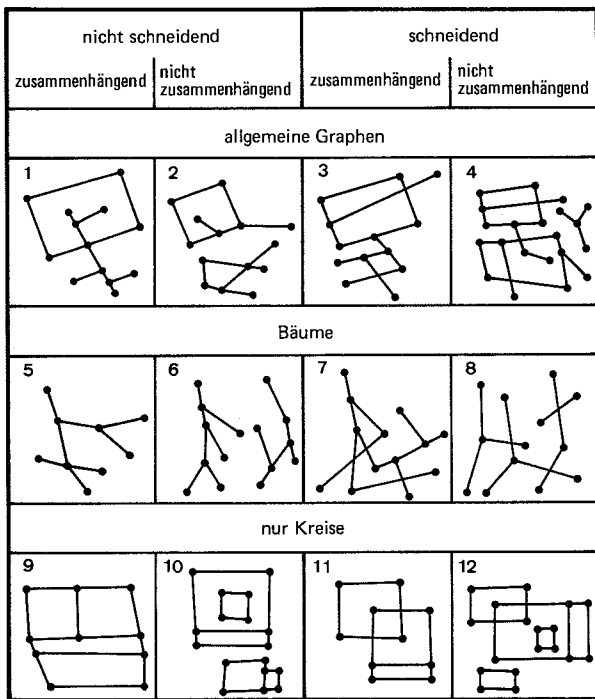 nicht schneidend schneidend
zusammenhängend nicht zusammenhängend zusammenhängend nicht zusammenhängend
allgemeine Graphen
1 2 3 4
Bäume
5 6 7 8
nur Kreise
9 10 11 12